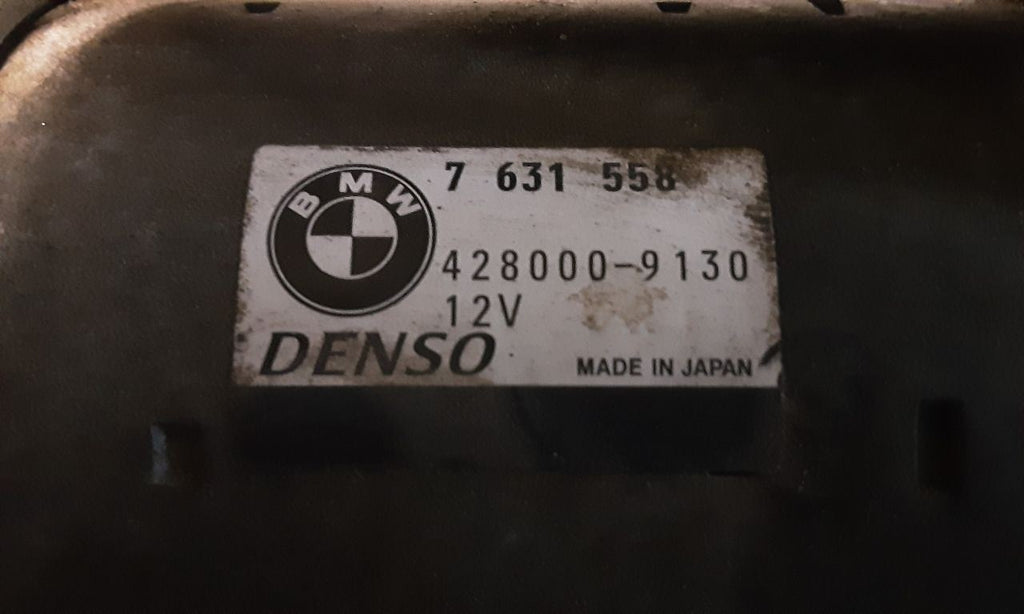 BMW
7 631 558
428000-9130
12V
DENSO
MADE IN JAPAN